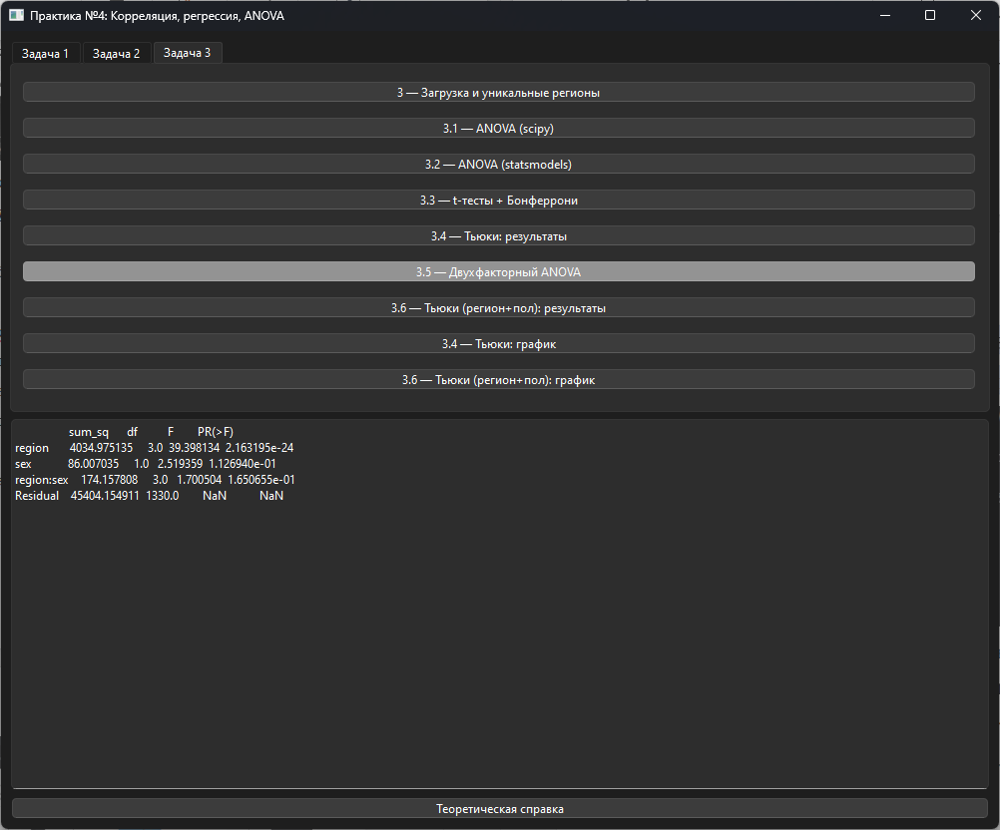 Практика №4: Корреляция, регрессия, ANOVA
Задача 1 Задача 2 Задача 3
3 — Загрузка и уникальные регионы
3.1 — ANOVA (scipy)
3.2 — ANOVA (statsmodels)
3.3 — t-тесты + Бонферрони
3.4 — Тьюки: результаты
3.5 — Двухфакторный ANOVA
3.6 — Тьюки (регион+пол): результаты
3.4 — Тьюки: график
3.6 — Тьюки (регион+пол): график
sum_sq df F PR(>F)
region 4034.975135 3.0 39.398134 2.163195e-24
sex 86.007035 1.0 2.519359 1.126940e-01
region:sex 174.157808 3.0 1.700504 1.650655e-01
Residual 45404.154911 1330.0 NaN NaN
Теоретическая справка